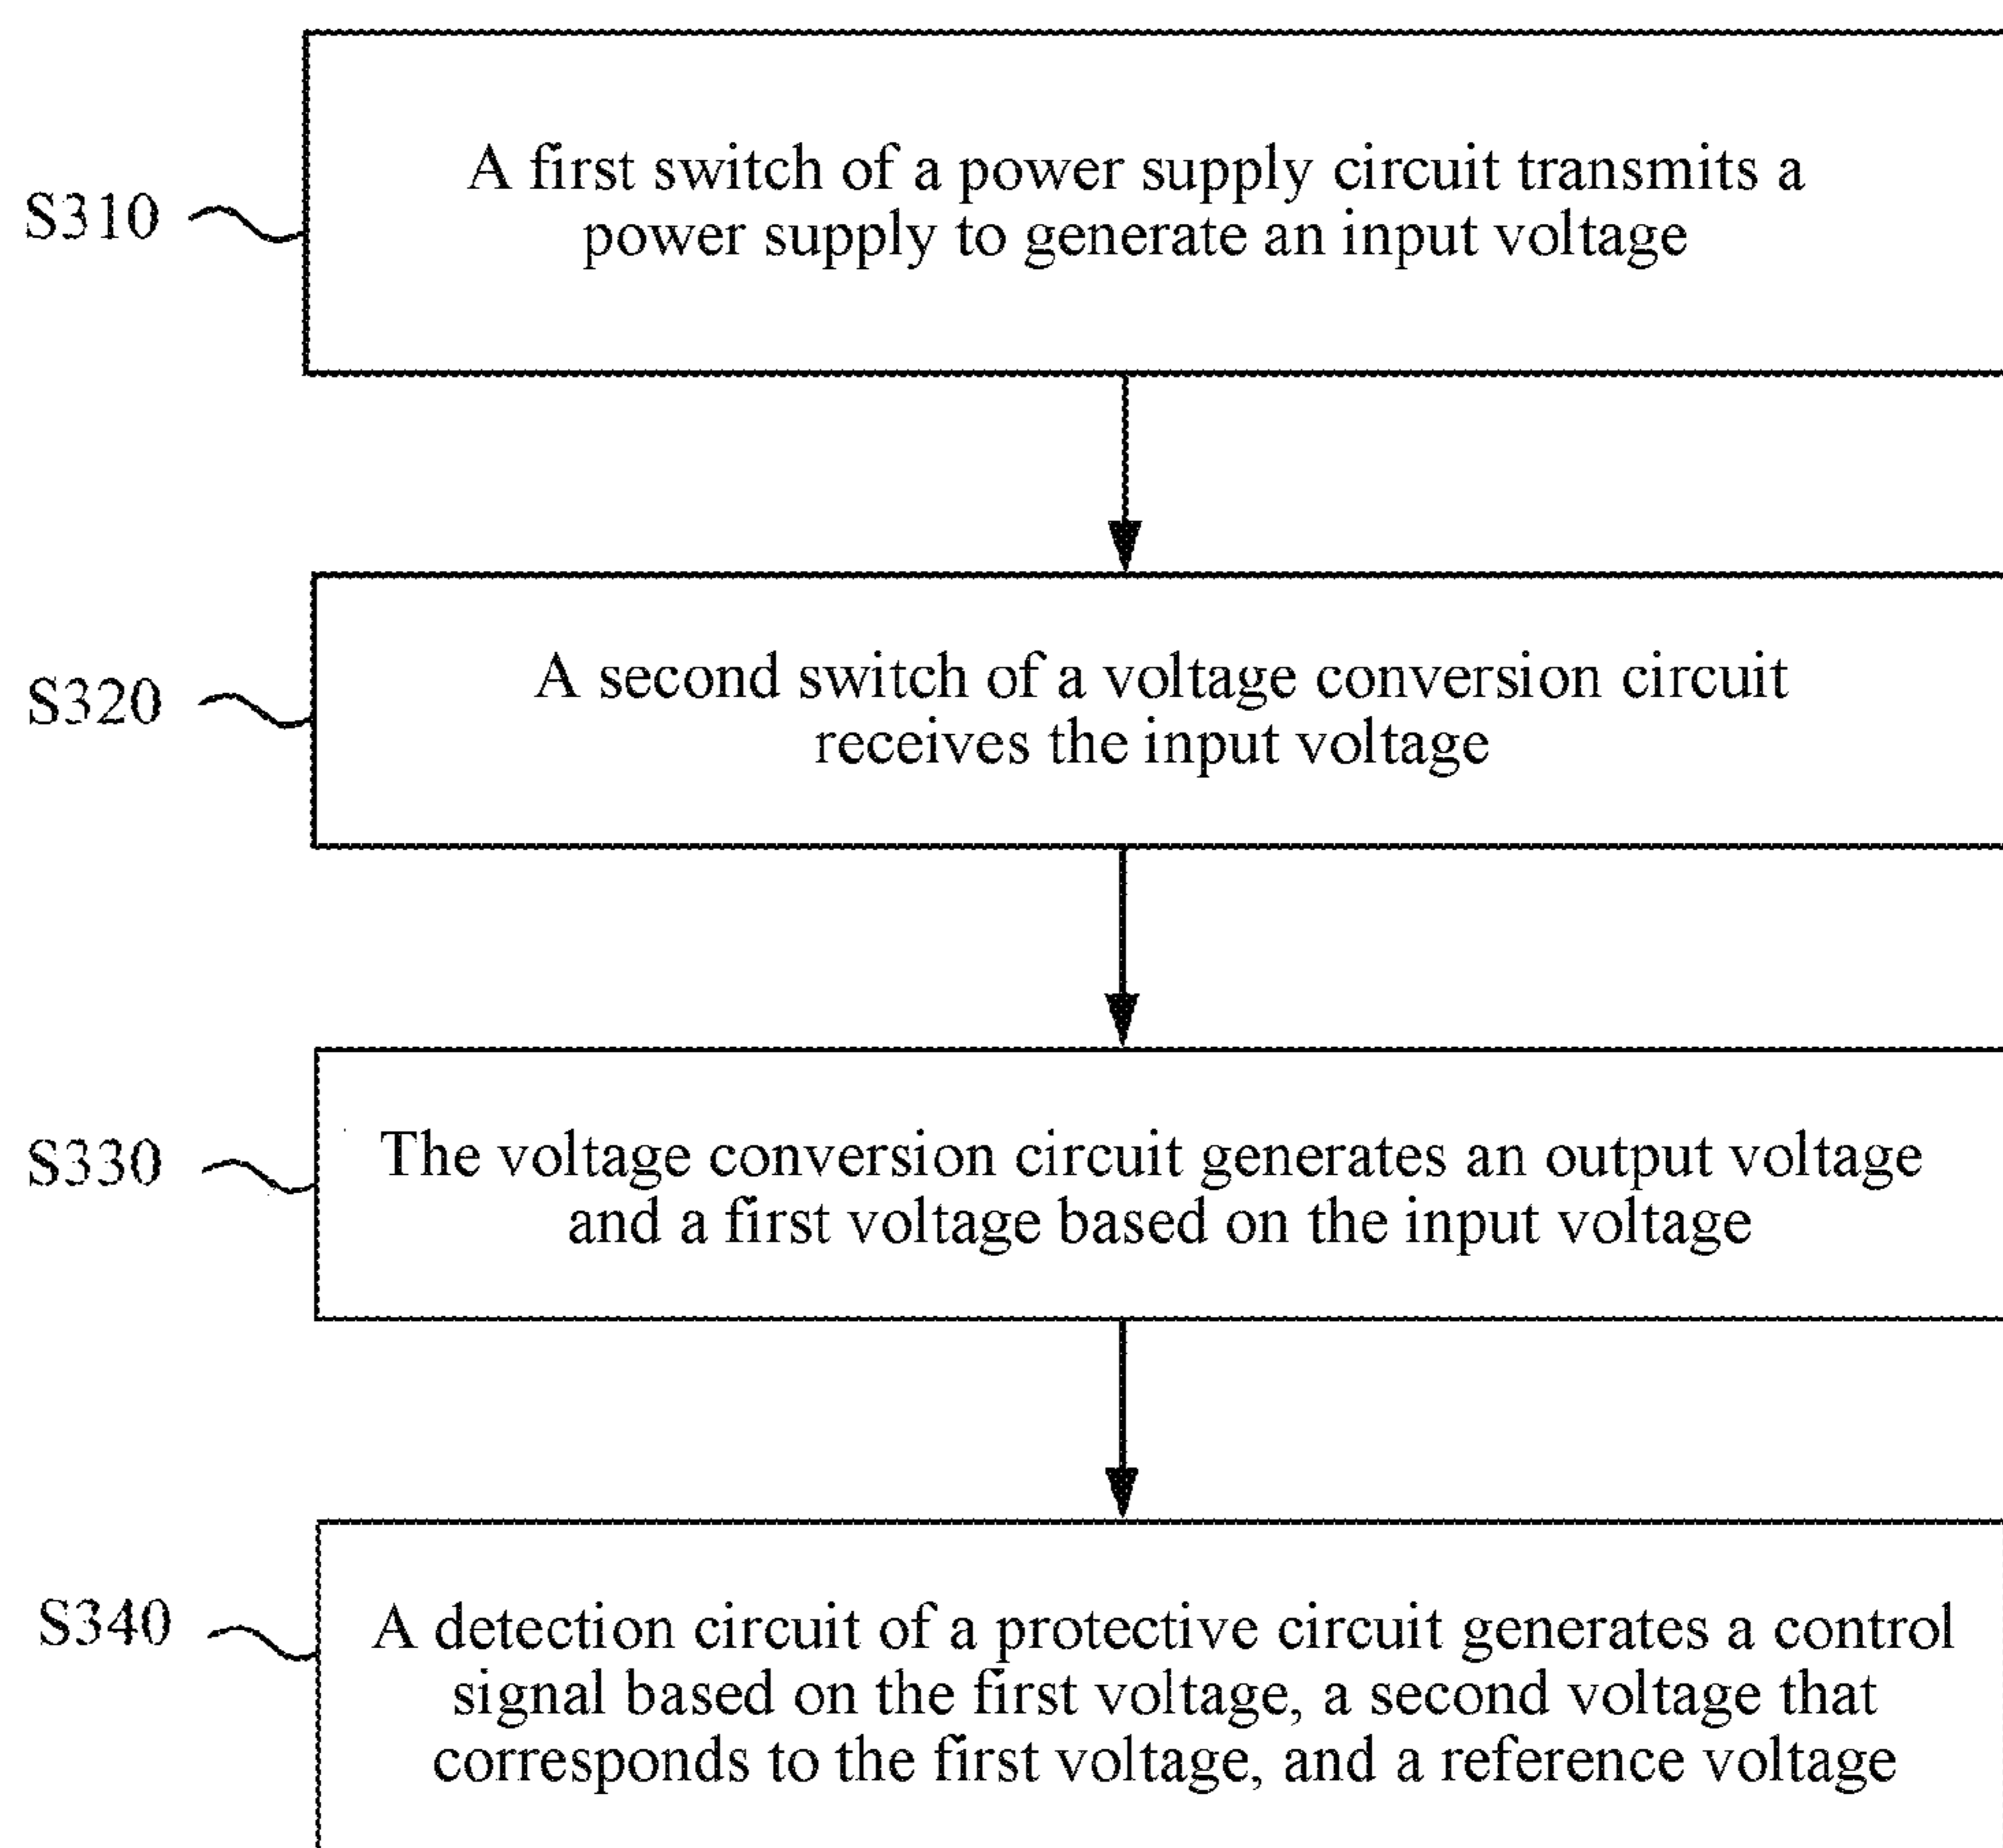 S310
A first switch of a power supply circuit transmits a
power supply to generate an input voltage
S320
A second switch of a voltage conversion circuit
receives the input voltage
S330
The voltage conversion circuit generates an output voltage
and a first voltage based on the input voltage
S340
A detection circuit of a protective circuit generates a control
signal based on the first voltage, a second voltage that
corresponds to the first voltage, and a reference voltage